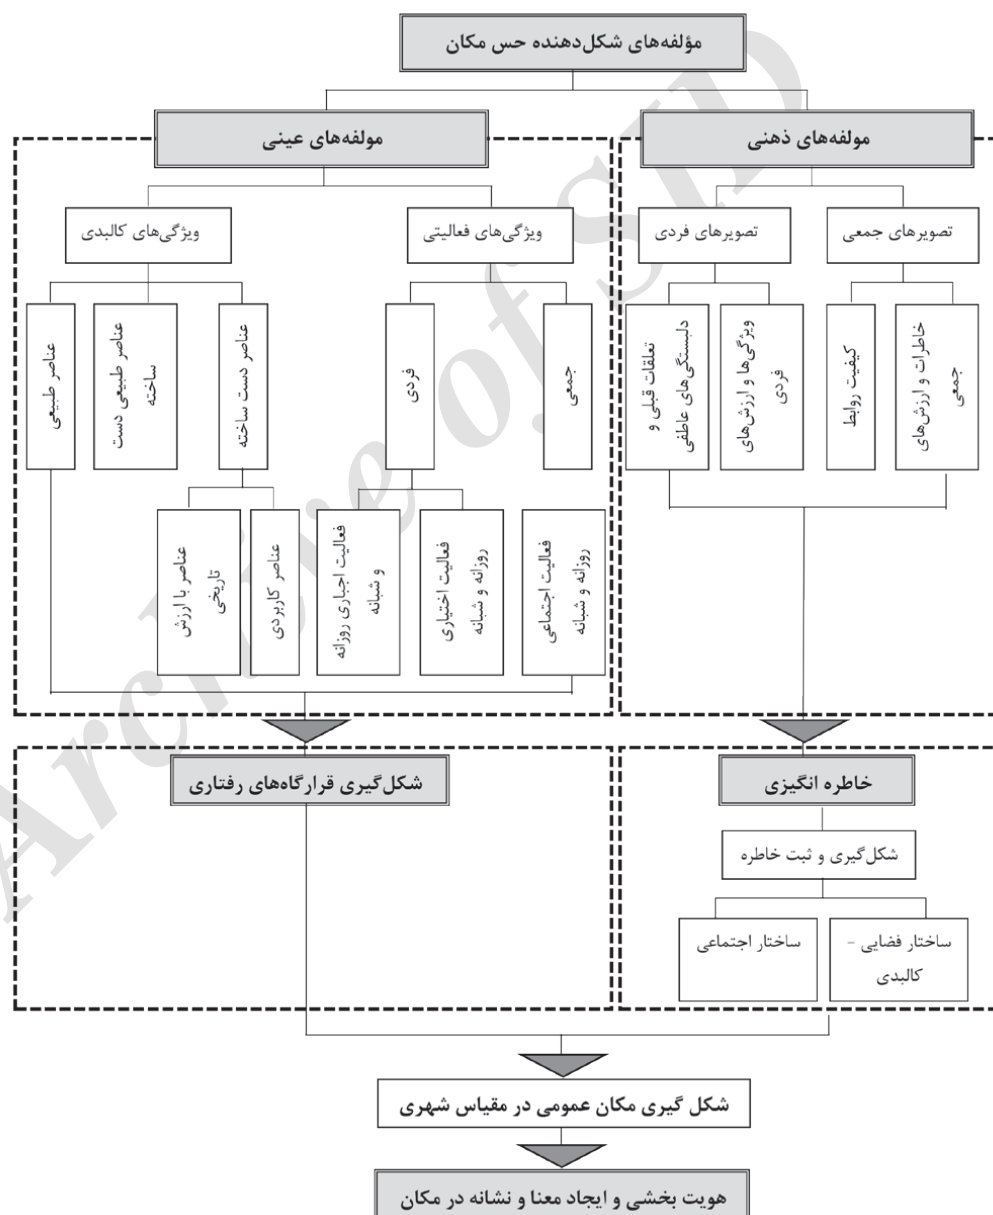 مؤلفه‌های شکل‌دهنده حس مکان
مولفه‌های ذهنی
مولفه‌های عینی
تصویرهای جمعی
تصویرهای فردی
ویژگی‌های فعالیتی
ویژگی‌های کالبدی
خاطرات و ارزش‌های
جمعی
کیفیت روابط
ویژگی‌ها و ارزش‌های
فردی
تعلقات قبلی و
دلبستگی‌های عاطفی
جمعی
فردی
عناصر دست ساخته
عناصر طبیعی دست
ساخته
عناصر طبیعی
فعالیت اجتماعی
روزانه و شبانه
فعالیت اختیاری
روزانه و شبانه
فعالیت اجباری روزانه
و شبانه
عناصر کاربردی
عناصر با ارزش
تاریخی
خاطره انگیزی
شکل‌گیری قرارگاه‌های رفتاری
شکل‌گیری و ثبت خاطره
ساختار فضایی -
کالبدی
ساختار اجتماعی
شکل گیری مکان عمومی در مقیاس شهری
هویت بخشی و ایجاد معنا و نشانه در مکان
Archive of SID